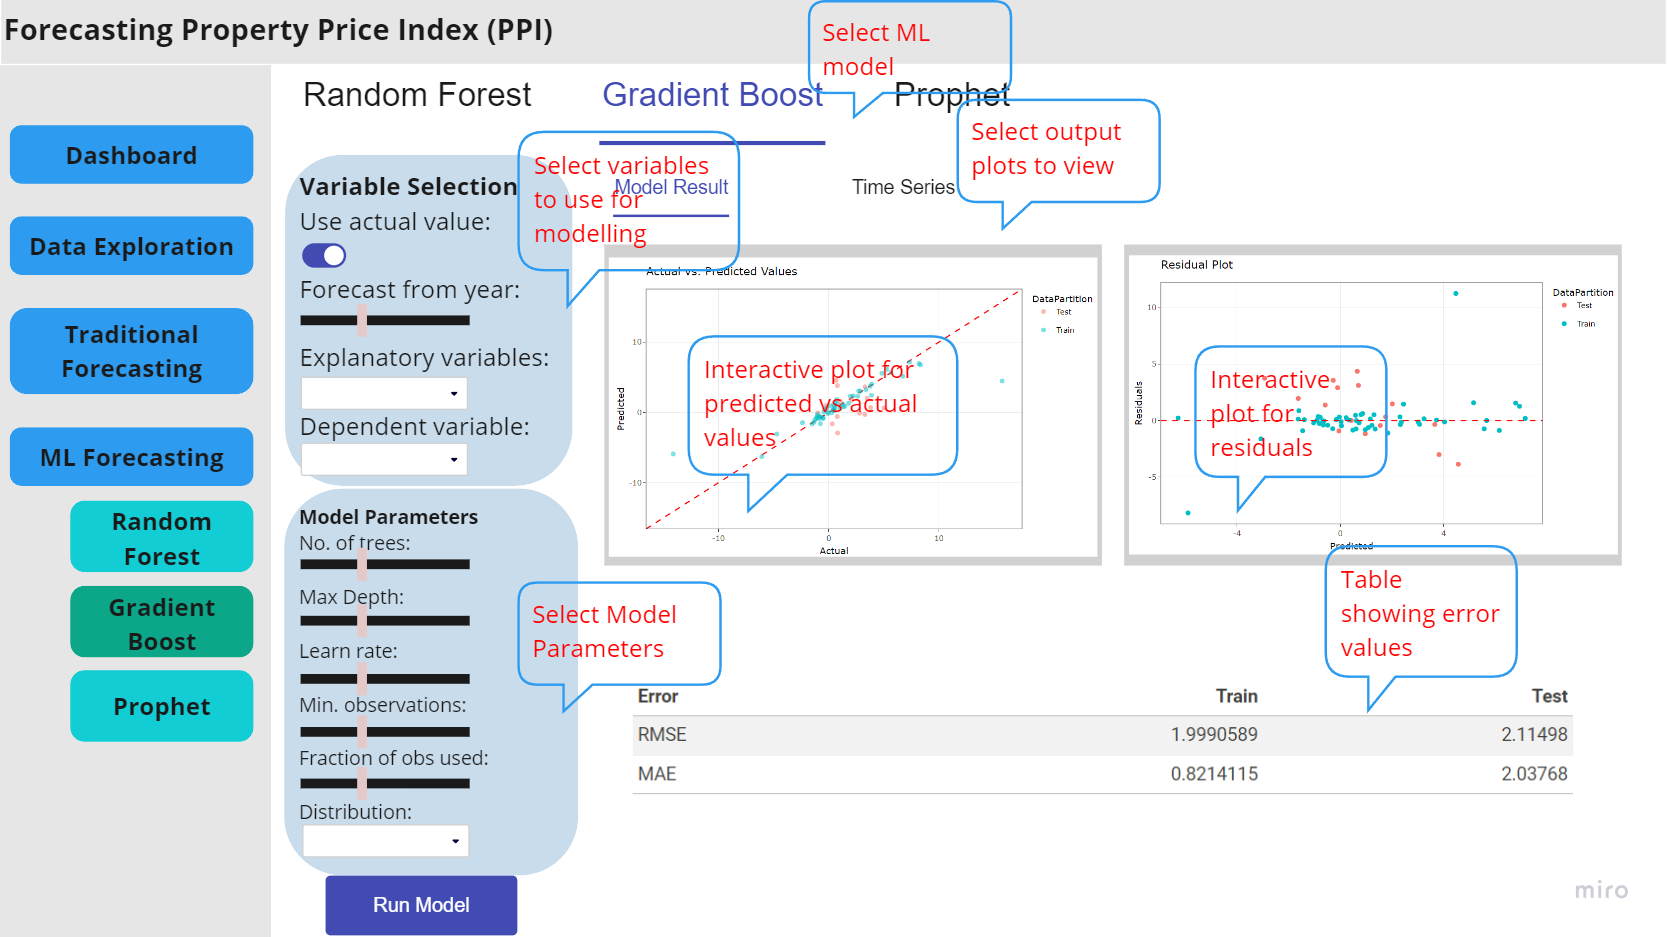 Forecasting Property Price Index (PPI)
Select ML
model
Random Forest
Gradient Boost
Prophet
Select output
plots to view
Dashboard
Data Exploration
Traditional
Forecasting
ML Forecasting
Random
Forest
Gradient
Boost
Prophet
Variable Selection
Use actual value:
Forecast from year:
Explanatory variables:
Dependent variable:
Select variables
to use for
modelling
Model Result
Time Series
Actual vs. Predicted Values
DataPartition
Test
Train
Interactive plot for
predicted vs actual
values
Predicted
10
0
-10
-10
0
10
Actual
Residual Plot
DataPartition
Test
Train
Interactive
plot for
residuals
Residuals
10
5
0
-5
-4
0
4
Predicted
Model Parameters
No. of trees:
Max Depth:
Learn rate:
Min. observations:
Fraction of obs used:
Distribution:
Run Model
Select Model
Parameters
Table
showing error
values
Error Train Test
RMSE 1.9990589 2.11498
MAE 0.8214115 2.03768
miro